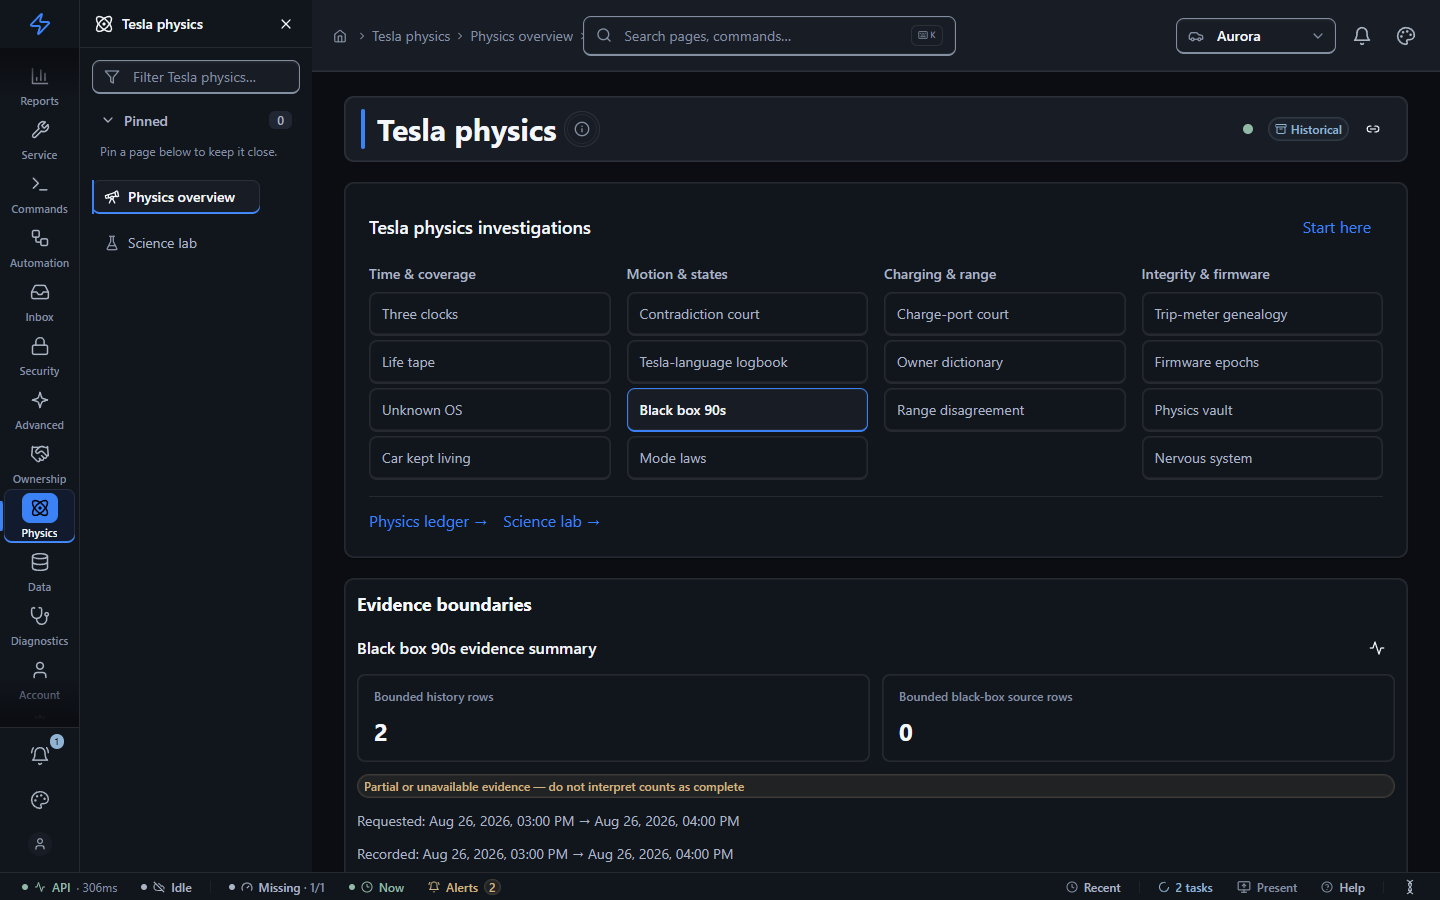 Tesla physics
Tesla physics
Physics overview
Search pages, commands...
K
Aurora
Filter Tesla physics...
Pinned
0
Pin a page below to keep it close.
Physics overview
Science lab
Reports
Service
Commands
Automation
Inbox
Security
Advanced
Ownership
Physics
Data
Diagnostics
Account
1
Tesla physics
Historical
Tesla physics investigations
Start here
Time & coverage
Three clocks
Life tape
Unknown OS
Car kept living
Motion & states
Contradiction court
Tesla-language logbook
Black box 90s
Mode laws
Charging & range
Charge-port court
Owner dictionary
Range disagreement
Integrity & firmware
Trip-meter genealogy
Firmware epochs
Physics vault
Nervous system
Physics ledger →
Science lab →
Evidence boundaries
Black box 90s evidence summary
Bounded history rows
2
Bounded black-box source rows
0
Partial or unavailable evidence — do not interpret counts as complete
Requested: Aug 26, 2026, 03:00 PM → Aug 26, 2026, 04:00 PM
Recorded: Aug 26, 2026, 03:00 PM → Aug 26, 2026, 04:00 PM
API · 306ms
Idle
Missing · 1/1
Now
Alerts 2
Recent
2 tasks
Present
Help